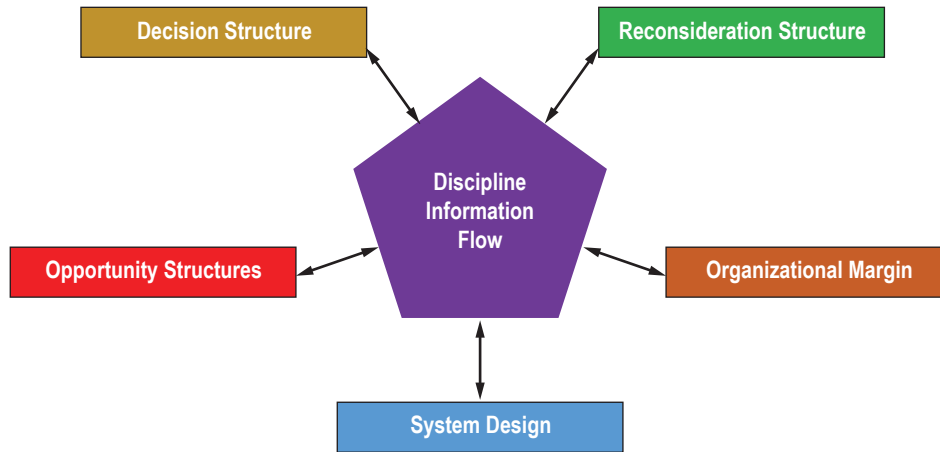 Decision Structure
Reconsideration Structure
Discipline
Information
Flow
Opportunity Structures
Organizational Margin
System Design